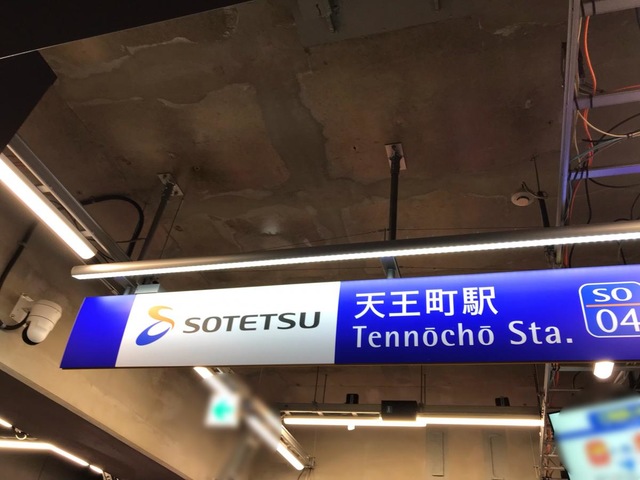 SOTETSU
天王町駅
Tennōchō Sta.
SO
04